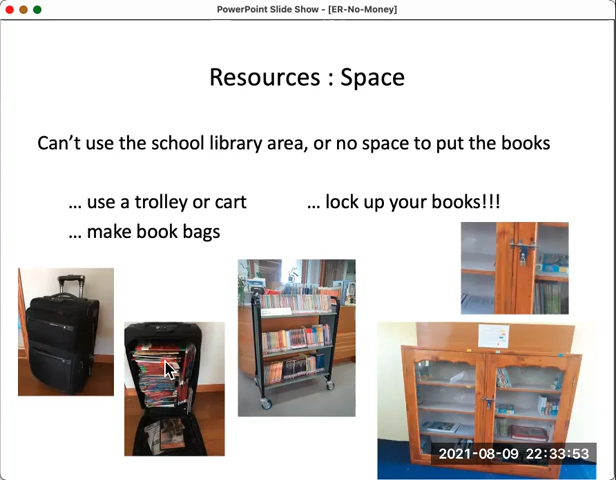 PowerPoint Slide Show - [ER-No-Money]
Resources : Space
Can't use the school library area, or no space to put the books
... use a trolley or cart
... lock up your books!!!
... make book bags
2021-08-09 22:33:53